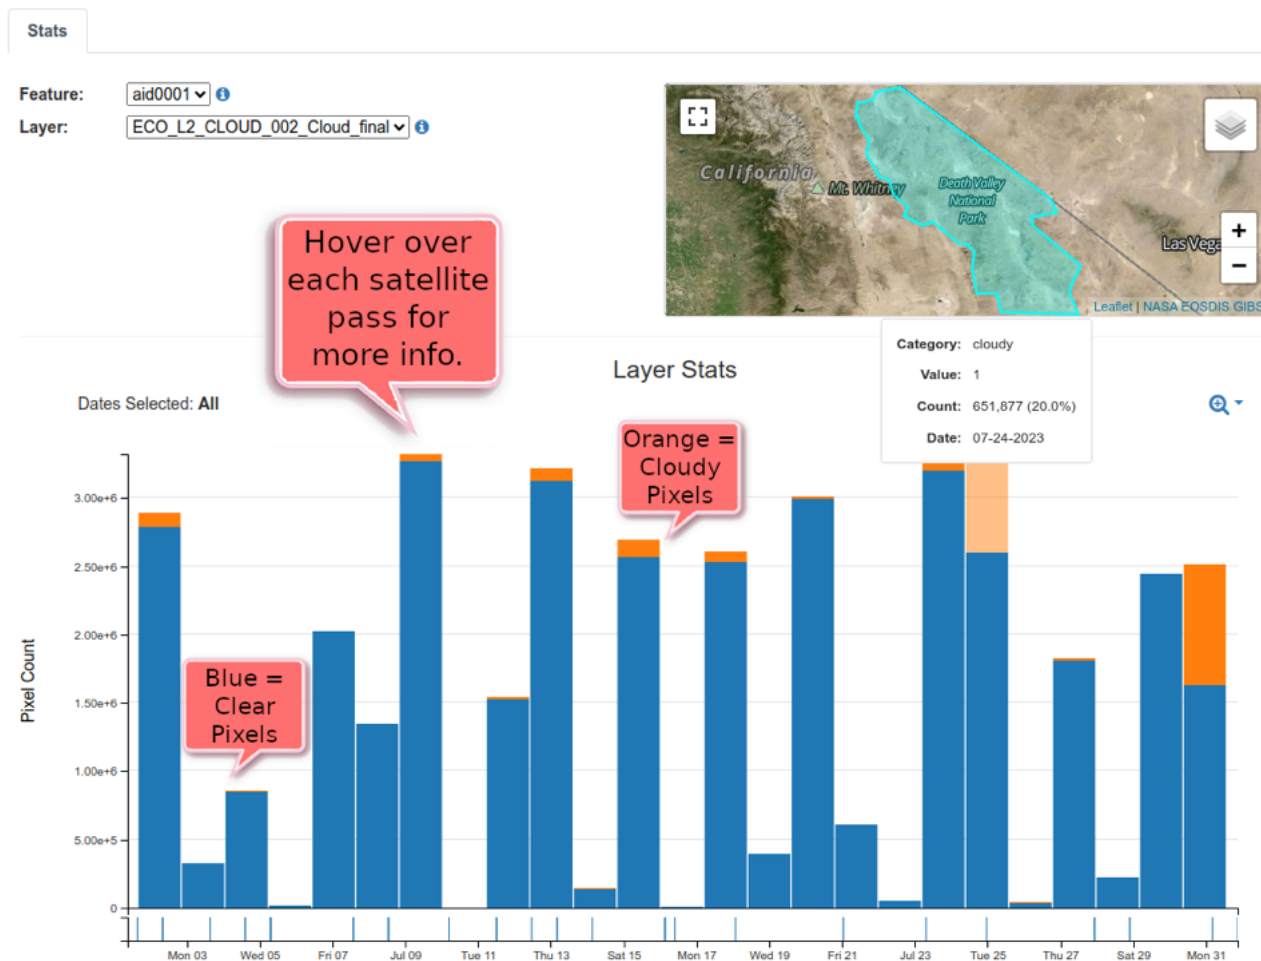 Stats
Feature:
aid0001
Layer:
ECO_L2_CLOUD_002_Cloud_final
California
Mt. Whitney
Death Valley
National
Park
Las Vega
+
−
Leaflet | NASA EOSDIS GIBS
Hover over
each satellite
pass for
more info.
Layer Stats
Category: cloudy
Value: 1
Count: 651,877 (20.0%)
Date: 07-24-2023
Dates Selected: All
Orange =
Cloudy
Pixels
Blue =
Clear
Pixels
Pixel Count
3.00e+6
2.50e+6
2.00e+6
1.50e+6
1.00e+6
5.00e+5
0
Mon 03
Wed 05
Fri 07
Jul 09
Tue 11
Thu 13
Sat 15
Mon 17
Wed 19
Fri 21
Jul 23
Tue 25
Thu 27
Sat 29
Mon 31